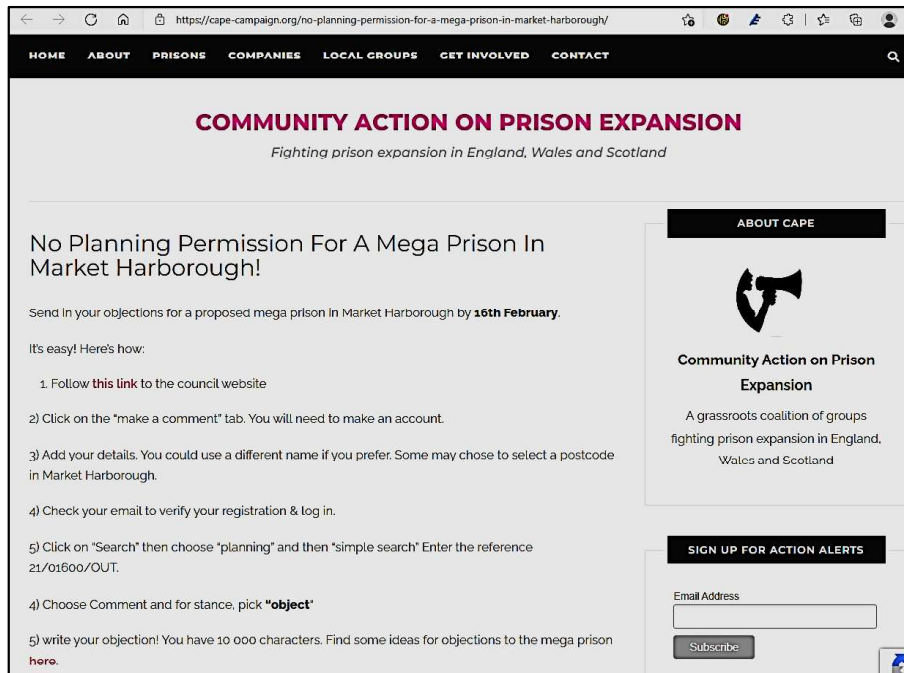 https://cape-campaign.org/no-planning-permission-for-a-mega-prison-in-market-harborough/
HOME ABOUT PRISONS COMPANIES LOCAL GROUPS GET INVOLVED CONTACT
COMMUNITY ACTION ON PRISON EXPANSION
Fighting prison expansion in England, Wales and Scotland
No Planning Permission For A Mega Prison In
Market Harborough!
Send in your objections for a proposed mega prison in Market Harborough by 16th February.
It's easy! Here's how:
1. Follow this link to the council website
2) Click on the "make a comment" tab. You will need to make an account.
3) Add your details. You could use a different name if you prefer. Some may chose to select a postcode
in Market Harborough.
4) Check your email to verify your registration & log in.
5) Click on "Search" then choose "planning" and then "simple search" Enter the reference
21/01600/OUT.
4) Choose Comment and for stance, pick "object"
5) write your objection! You have 10 000 characters. Find some ideas for objections to the mega prison
here.
ABOUT CAPE
Community Action on Prison
Expansion
A grassroots coalition of groups
fighting prison expansion in England,
Wales and Scotland
SIGN UP FOR ACTION ALERTS
Email Address
Subscribe